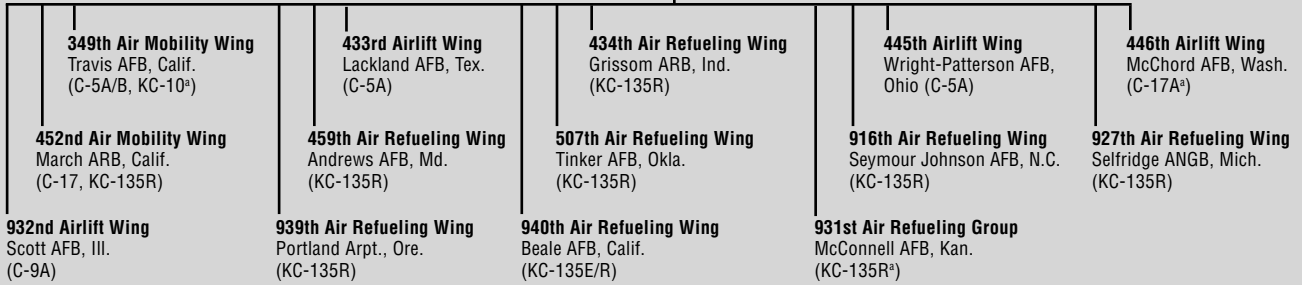 349th Air Mobility Wing
Travis AFB, Calif.
(C-5A/B, KC-10ª)
433rd Airlift Wing
Lackland AFB, Tex.
(C-5A)
434th Air Refueling Wing
Grissom ARB, Ind.
(KC-135R)
445th Airlift Wing
Wright-Patterson AFB,
Ohio (C-5A)
446th Airlift Wing
McChord AFB, Wash.
(C-17Aª)
452nd Air Mobility Wing
March ARB, Calif.
(C-17, KC-135R)
459th Air Refueling Wing
Andrews AFB, Md.
(KC-135R)
507th Air Refueling Wing
Tinker AFB, Okla.
(KC-135R)
916th Air Refueling Wing
Seymour Johnson AFB, N.C.
(KC-135R)
927th Air Refueling Wing
Selfridge ANGB, Mich.
(KC-135R)
932nd Airlift Wing
Scott AFB, Ill.
(C-9A)
939th Air Refueling Wing
Portland Arpt., Ore.
(KC-135R)
940th Air Refueling Wing
Beale AFB, Calif.
(KC-135E/R)
931st Air Refueling Group
McConnell AFB, Kan.
(KC-135Rª)